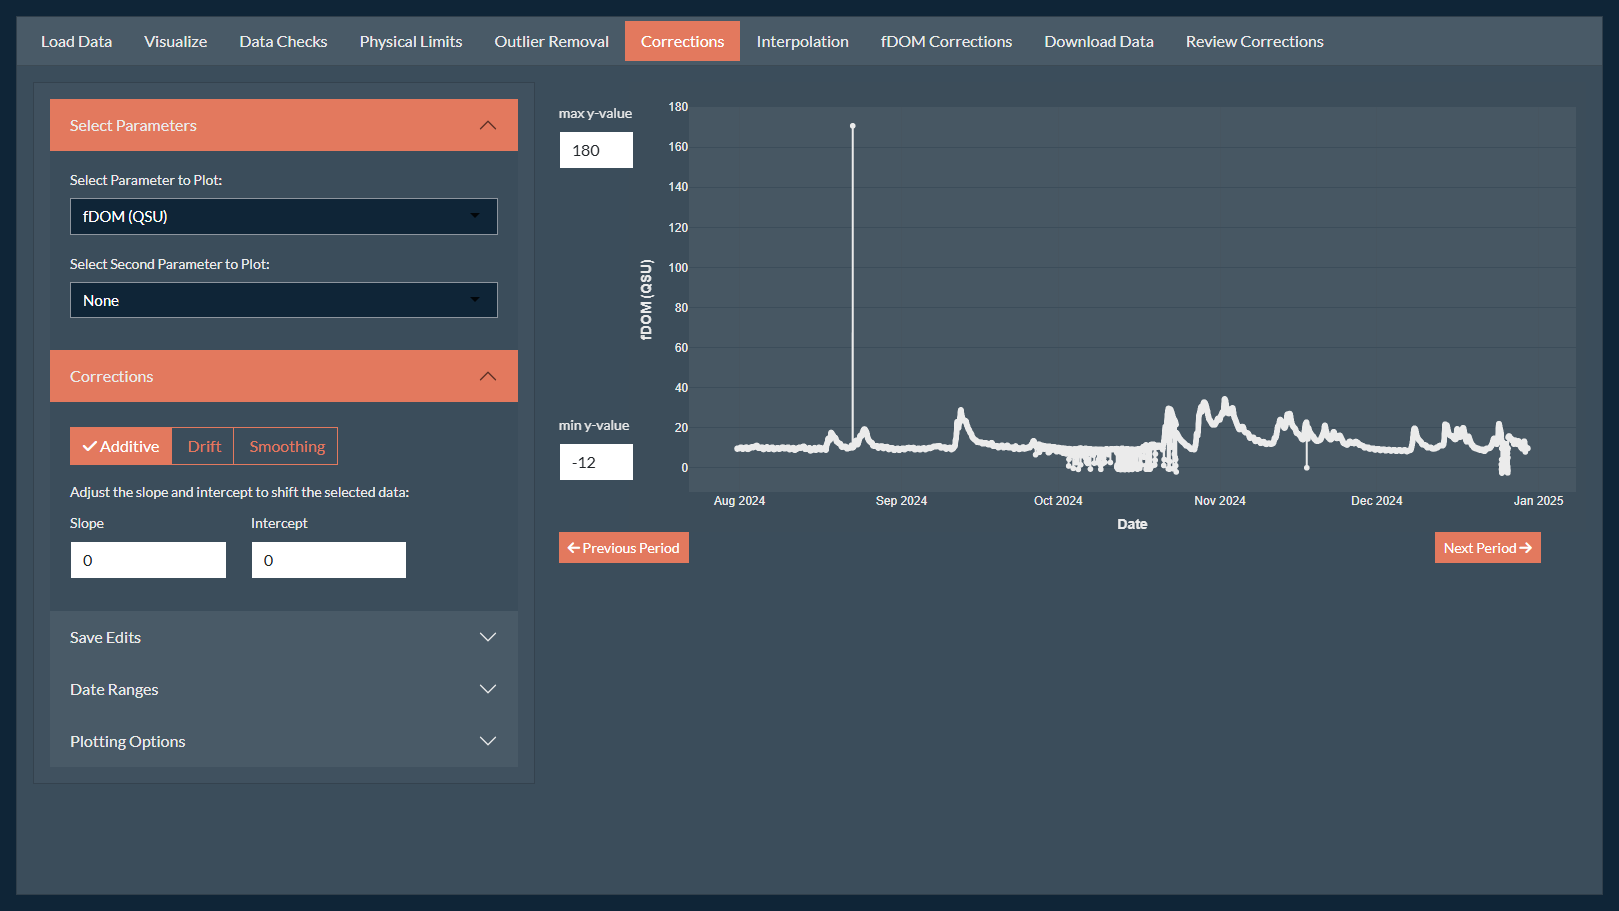 Load Data Visualize Data Checks Physical Limits Outlier Removal Corrections Interpolation fDOM Corrections Download Data Review Corrections
Select Parameters
Select Parameter to Plot:
fDOM (QSU)
Select Second Parameter to Plot:
None
Corrections
Additive Drift Smoothing
Adjust the slope and intercept to shift the selected data:
Slope Intercept
0 0
Save Edits
Date Ranges
Plotting Options
max y-value
180
min y-value
-12
180
160
140
120
100
80
60
40
20
0
fDOM (QSU)
Aug 2024 Sep 2024 Oct 2024 Nov 2024 Dec 2024 Jan 2025
Date
Previous Period Next Period